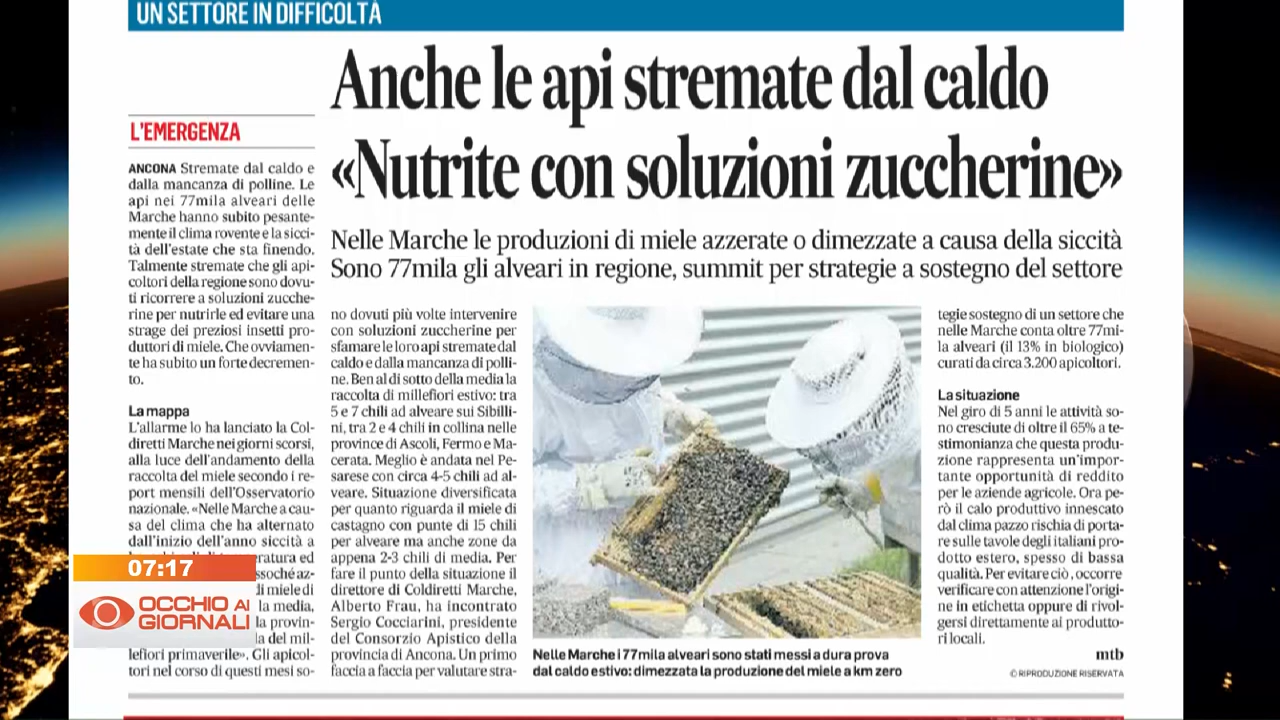 UN SETTORE IN DIFFICOLTÀ
Anche le api stremate dal caldo
«Nutrite con soluzioni zuccherine»
Nelle Marche le produzioni di miele azzerate o dimezzate a causa della siccità
Sono 77mila gli alveari in regione, summit per strategie a sostegno del settore
L'EMERGENZA
ANCONA Stremate dal caldo e
dalla mancanza di polline. Le
api nei 77mila alveari delle
Marche hanno subito pesante-
mente il clima rovente e la sicci-
tà dell'estate che sta finendo.
Talmente stremate che gli api-
coltori della regione sono dovu-
ti ricorrere a soluzioni zucche-
rine per nutrirle ed evitare una
strage dei preziosi insetti pro-
duttori di miele. Che ovviamen-
te ha subito un forte decremen-
to.
La mappa
L'allarme lo ha lanciato la Col-
diretti Marche nei giorni scorsi,
alla luce dell'andamento della
raccolta del miele secondo i re-
port mensili dell'Osservatorio
nazionale. «Nelle Marche a cau-
sa del clima che ha alternato
dall'inizio dell'anno siccità a
eratura ed
ssoché az-
di miele di
la media,
la provin-
la del mil-
lefiori primaverile». Gli apicol-
tori nel corso di questi mesi so-
no dovuti più volte intervenire
con soluzioni zuccherine per
sfamare le loro api stremate dal
caldo e dalla mancanza di polli-
ne. Ben al di sotto della media la
raccolta di millefiori estivo: tra
5 e 7 chili ad alveare sui Sibilli-
ni, tra 2 e 4 chili in collina nelle
province di Ascoli, Fermo e Ma-
cerata. Meglio è andata nel Pe-
sarese con circa 4-5 chili ad al-
veare. Situazione diversificata
per quanto riguarda il miele di
castagno con punte di 15 chili
per alveare ma anche zone da
appena 2-3 chili di media. Per
fare il punto della situazione il
direttore di Coldiretti Marche,
Alberto Frau, ha incontrato
Sergio Cocciarini, presidente
del Consorzio Apistico della
provincia di Ancona. Un primo
faccia a faccia per valutare stra-
Nelle Marche i 77mila alveari sono stati messi a dura prova
dal caldo estivo: dimezzata la produzione del miele a km zero
tegie sostegno di un settore che
nelle Marche conta oltre 77mi-
la alveari (il 13% in biologico)
curati da circa 3.200 apicoltori.
La situazione
Nel giro di 5 anni le attività so-
no cresciute di oltre il 65% a te-
stimonianza che questa produ-
zione rappresenta un'impor-
tante opportunità di reddito
per le aziende agricole. Ora pe-
rò il calo produttivo innescato
dal clima pazzo rischia di porta-
re sulle tavole degli italiani pro-
dotto estero, spesso di bassa
qualità. Per evitare ciò, occorre
verificare con attenzione l'origi-
ne in etichetta oppure di rivol-
gersi direttamente ai produtto-
ri locali.
mtb
© RIPRODUZIONE RISERVATA
07:17
OCCHIO AI
GIORNALI